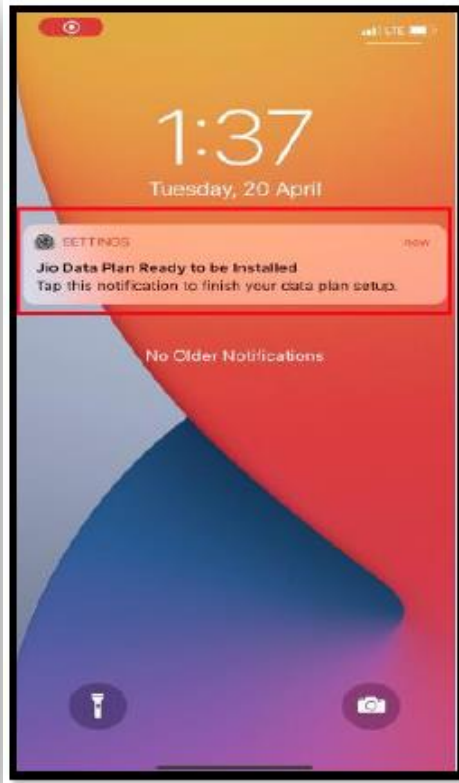 LTE
1:37
Tuesday, 20 April
SETTINGS now
Jio Data Plan Ready to be Installed
Tap this notification to finish your data plan setup.
No Older Notifications